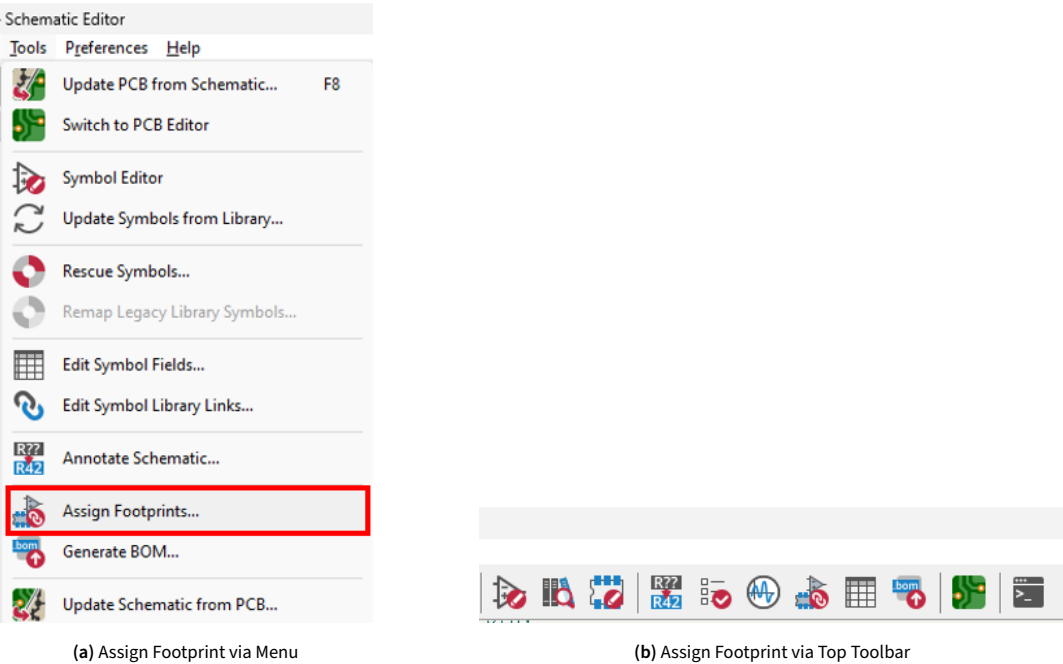 Schematic Editor
Tools Preferences Help
Update PCB from Schematic... F8
Switch to PCB Editor
Symbol Editor
Update Symbols from Library...
Rescue Symbols...
Remap Legacy Library Symbols...
Edit Symbol Fields...
Edit Symbol Library Links...
R??
R42
Annotate Schematic...
Assign Footprints...
bom
Generate BOM...
Update Schematic from PCB...
R??
R42
bom
>_
(a) Assign Footprint via Menu
(b) Assign Footprint via Top Toolbar